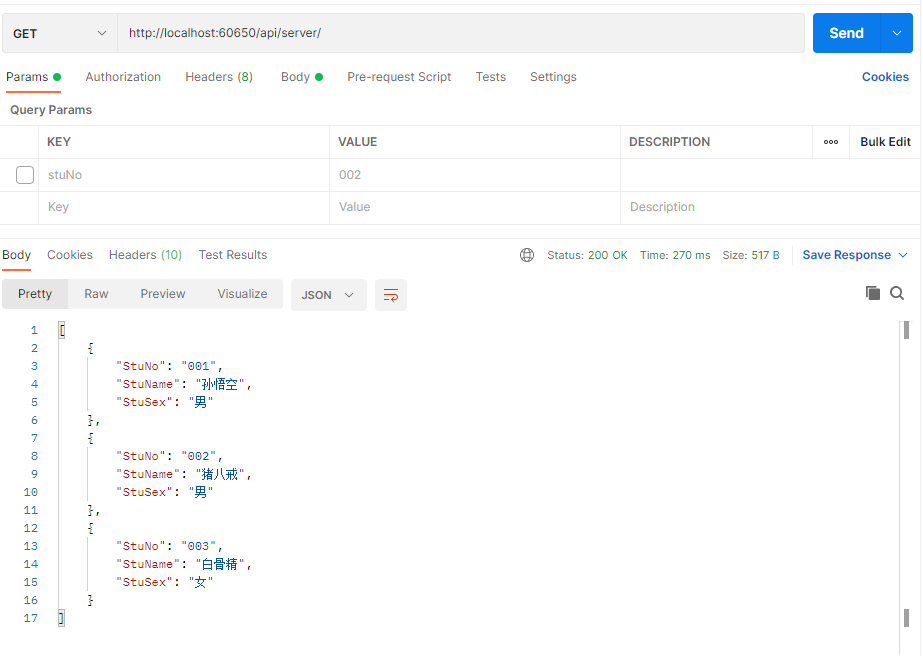 GET http://localhost:60650/api/server/ Send
Params Authorization Headers (8) Body Pre-request Script Tests Settings Cookies
Query Params
KEY VALUE DESCRIPTION ooo Bulk Edit
stuNo 002
Key Value Description
Body Cookies Headers (10) Test Results Status: 200 OK Time: 270 ms Size: 517 B Save Response
Pretty Raw Preview Visualize JSON
1 [
2 {
3 "StuNo": "001",
4 "StuName": "孙悟空",
5 "StuSex": "男"
6 },
7 {
8 "StuNo": "002",
9 "StuName": "猪八戒",
10 "StuSex": "男"
11 },
12 {
13 "StuNo": "003",
14 "StuName": "白骨精",
15 "StuSex": "女"
16 }
17 ]